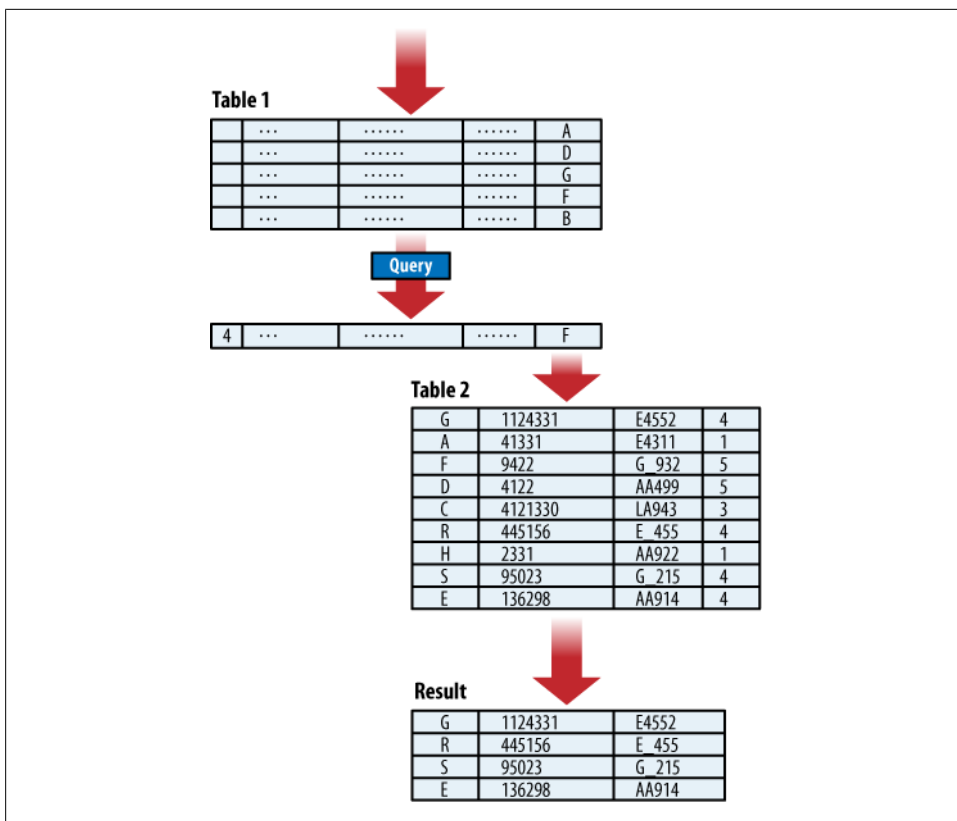 Table 1
... ...... ...... A
... ...... ...... D
... ...... ...... G
... ...... ...... F
... ...... ...... B
Query
4 ... ...... ...... F
Table 2
G 1124331 E4552 4
A 41331 E4311 1
F 9422 G_932 5
D 4122 AA499 5
C 4121330 LA943 3
R 445156 E_455 4
H 2331 AA922 1
S 95023 G_215 4
E 136298 AA914 4
Result
G 1124331 E4552
R 445156 E_455
S 95023 G_215
E 136298 AA914